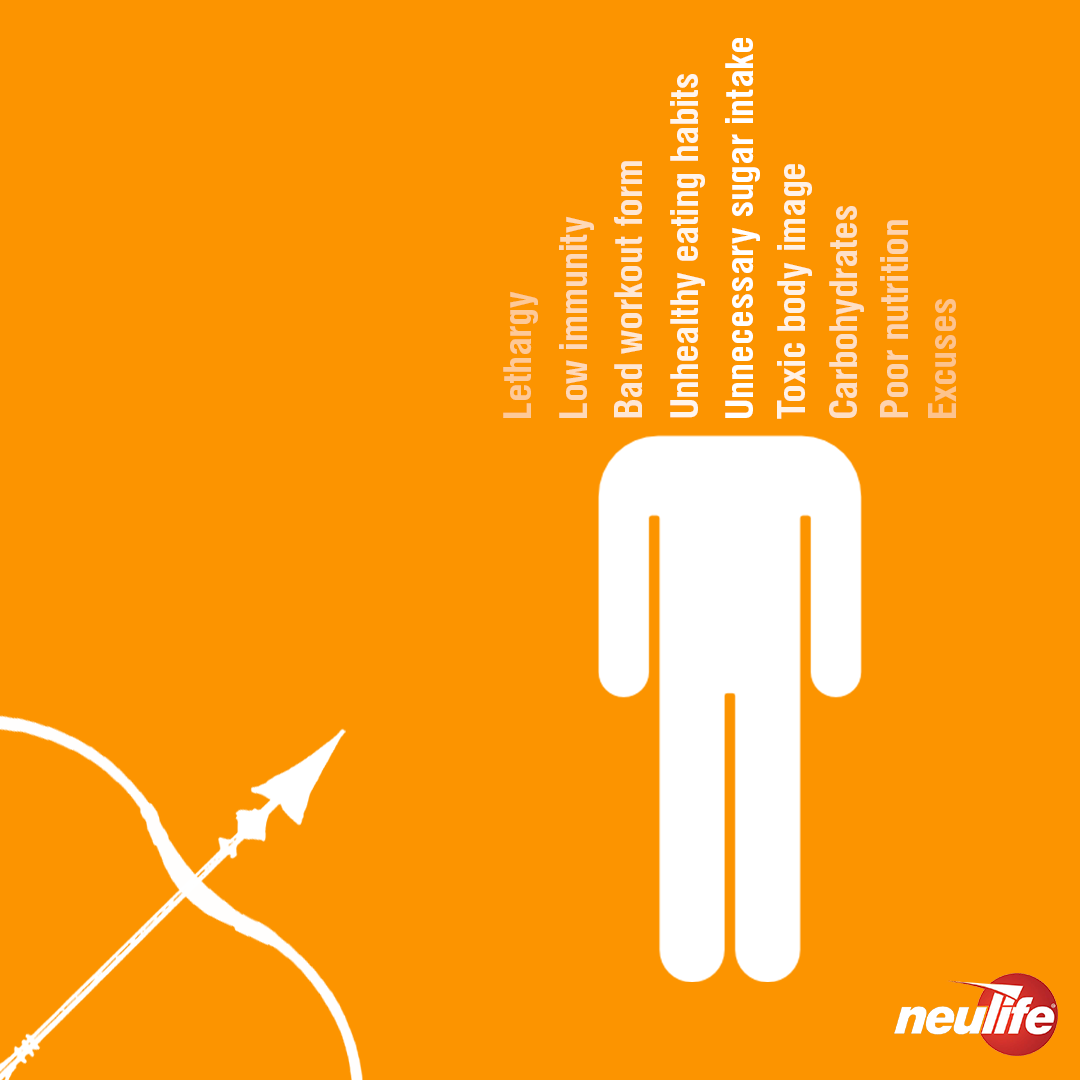 Lethargy
Low immunity
Bad workout form
Unhealthy eating habits
Unnecessary sugar intake
Toxic body image
Carbohydrates
Poor nutrition
Excuses
neulife®